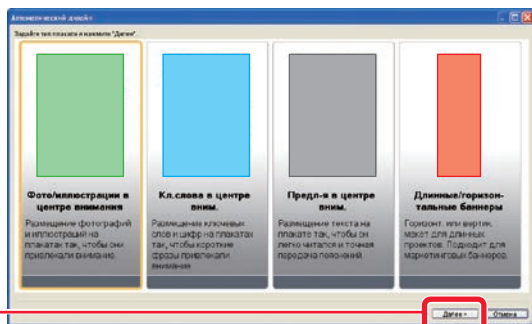 Автоматический дизайн
Задайте тип плаката и нажмите "Далее".
Фото/иллюстрации в
центре внимания
Размещение фотографий
и иллюстраций на
плакатах так, чтобы они
привлекали внимание.
Кл.слова в центре
вним.
Размещение ключевых
слов и цифр на плакатах
так, чтобы короткие
фразы привлекали
внимание
Предл-я в центре
вним.
Размещение текста на
плакате так, чтобы он
легко читался и точная
передача пояснений.
Длинные/горизон-
тальные баннеры
Горизонт. или вертик.
макет для длинных
проектов. Подходит для
маркетинговых баннеров.
Далее >
Отмена